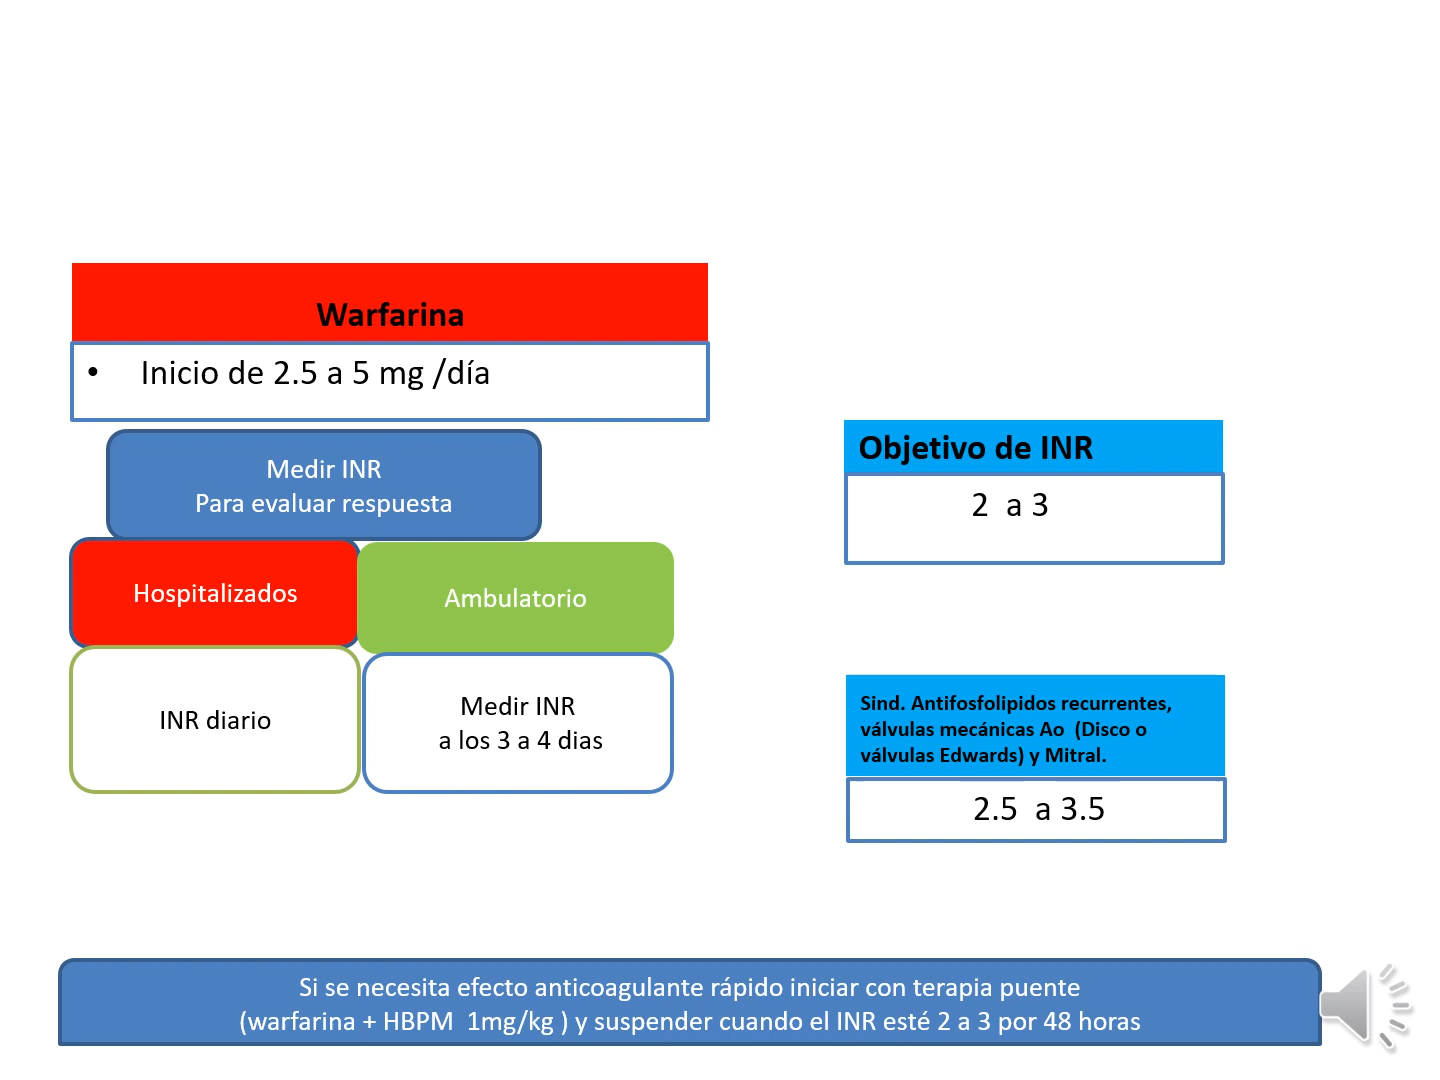 Warfarina
• Inicio de 2.5 a 5 mg /día
Medir INR
Para evaluar respuesta
Hospitalizados
Ambulatorio
INR diario
Medir INR
a los 3 a 4 dias
Objetivo de INR
2 a 3
Sind. Antifosfolipidos recurrentes,
válvulas mecánicas Ao (Disco o
válvulas Edwards) y Mitral.
2.5 a 3.5
Si se necesita efecto anticoagulante rápido iniciar con terapia puente
(warfarina + HBPM 1mg/kg ) y suspender cuando el INR esté 2 a 3 por 48 horas